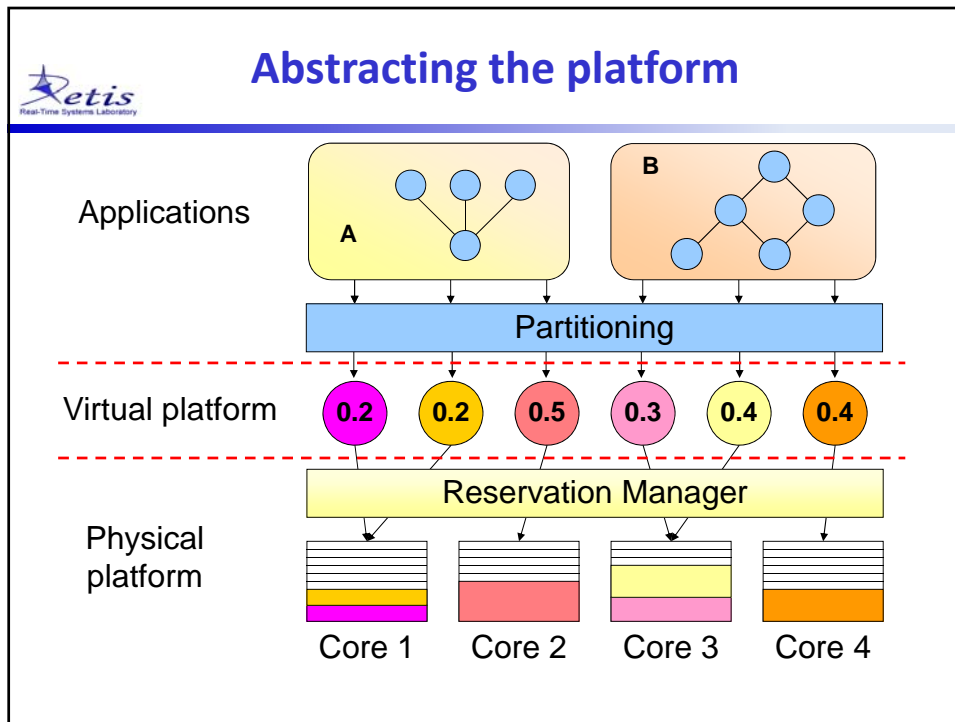 Abstracting the platform
Retis
Real-Time Systems Laboratory
Applications
A
B
Partitioning
Virtual platform
0.2 0.2 0.5 0.3 0.4 0.4
Reservation Manager
Physical
platform
Core 1 Core 2 Core 3 Core 4